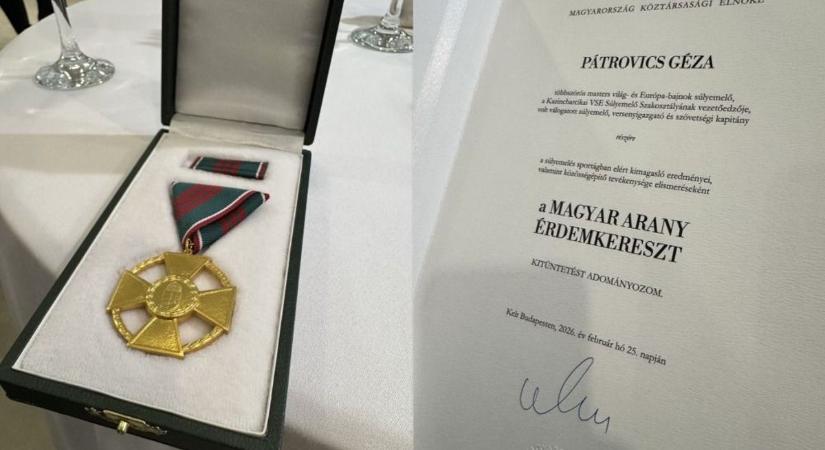 MAGYARORSZÁG KÖZTÁRSASÁGI ELNÖKE
PÁTROVICS GÉZA
többszörös masters világ- és Európa-bajnok súlyemelő,
a Kazincbarcikai VSE Súlyemelő Szakosztályának vezetőedzője,
volt válogatott súlyemelő, versenyigazgató és szövetségi kapitány
részére
a súlyemelés sportágban elért kimagasló eredményei,
valamint közösségépítő tevékenysége elismeréseként
a MAGYAR ARANY
ÉRDEMKERESZT
KITÜNTETÉST ADOMÁNYOZOM.
Kelt Budapesten, 2026. év február hó 25. napján